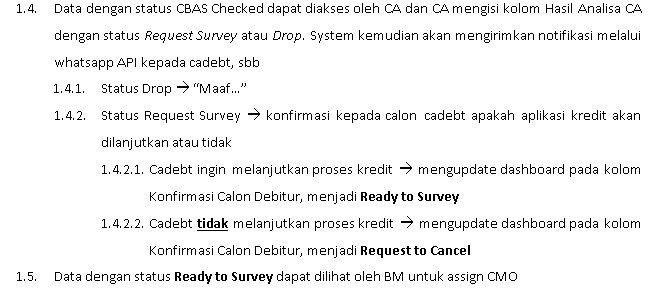 1.4. Data dengan status CBAS Checked dapat diakses oleh CA dan CA mengisi kolom Hasil Analisa CA
dengan status Request Survey atau Drop. System kemudian akan mengirimkan notifikasi melalui
whatsapp API kepada cadebt, sbb
1.4.1. Status Drop → “Maaf...”
1.4.2. Status Request Survey → konfirmasi kepada calon cadebt apakah aplikasi kredit akan
dilanjutkan atau tidak
1.4.2.1. Cadebt ingin melanjutkan proses kredit → mengupdate dashboard pada kolom
Konfirmasi Calon Debitur, menjadi Ready to Survey
1.4.2.2. Cadebt tidak melanjutkan proses kredit → mengupdate dashboard pada kolom
Konfirmasi Calon Debitur, menjadi Request to Cancel
1.5. Data dengan status Ready to Survey dapat dilihat oleh BM untuk assign CMO